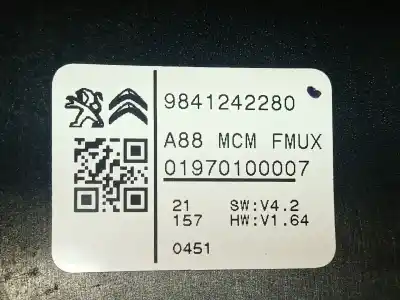 9841242280
A88 MCM FMUX
01970100007
21 SW:V4.2
157 HW:V1.64
0451